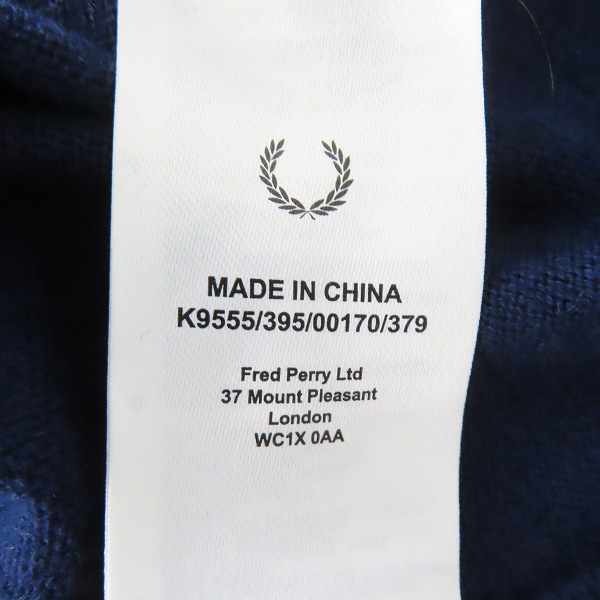 MADE IN CHINA
K9555/395/00170/379
Fred Perry Ltd
37 Mount Pleasant
London
WC1X 0AA